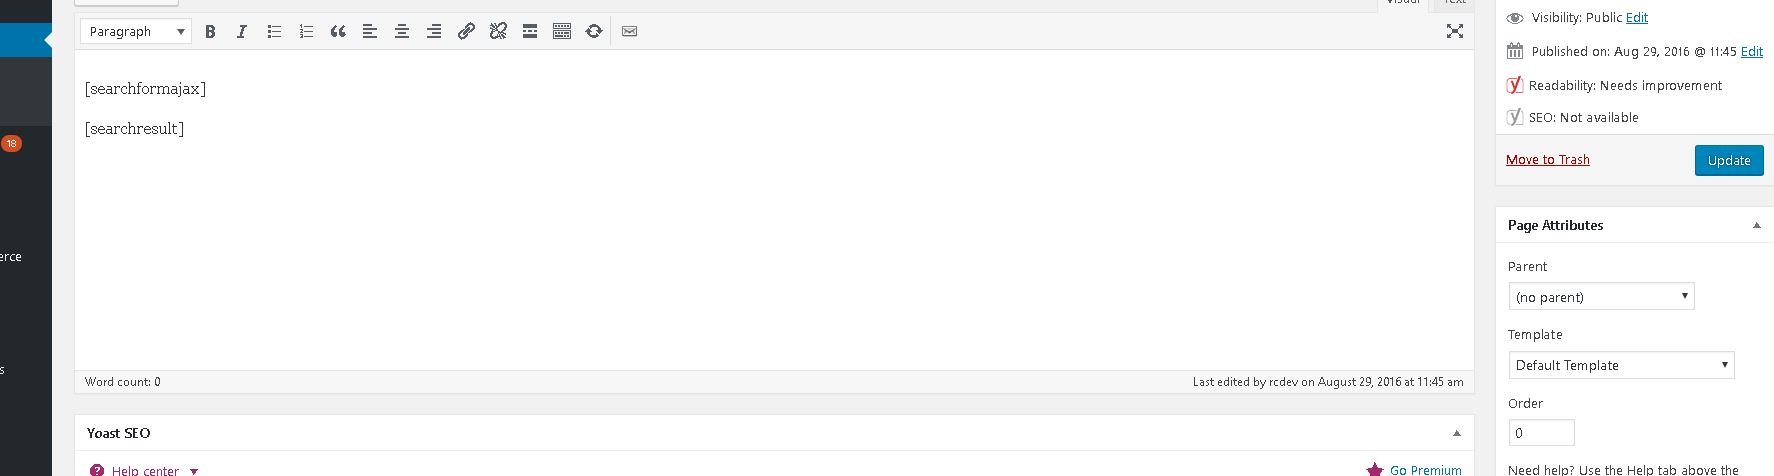 Visual Text
Paragraph
[searchformajax]
[searchresult]
Word count: 0
Last edited by rcdev on August 29, 2016 at 11:45 am
Yoast SEO
Help center
Go Premium
18
erce
s
Visibility: Public Edit
Published on: Aug 29, 2016 @ 11:45 Edit
Readability: Needs improvement
SEO: Not available
Move to Trash
Update
Page Attributes
Parent
(no parent)
Template
Default Template
Order
0
Need help? Use the Help tab above the